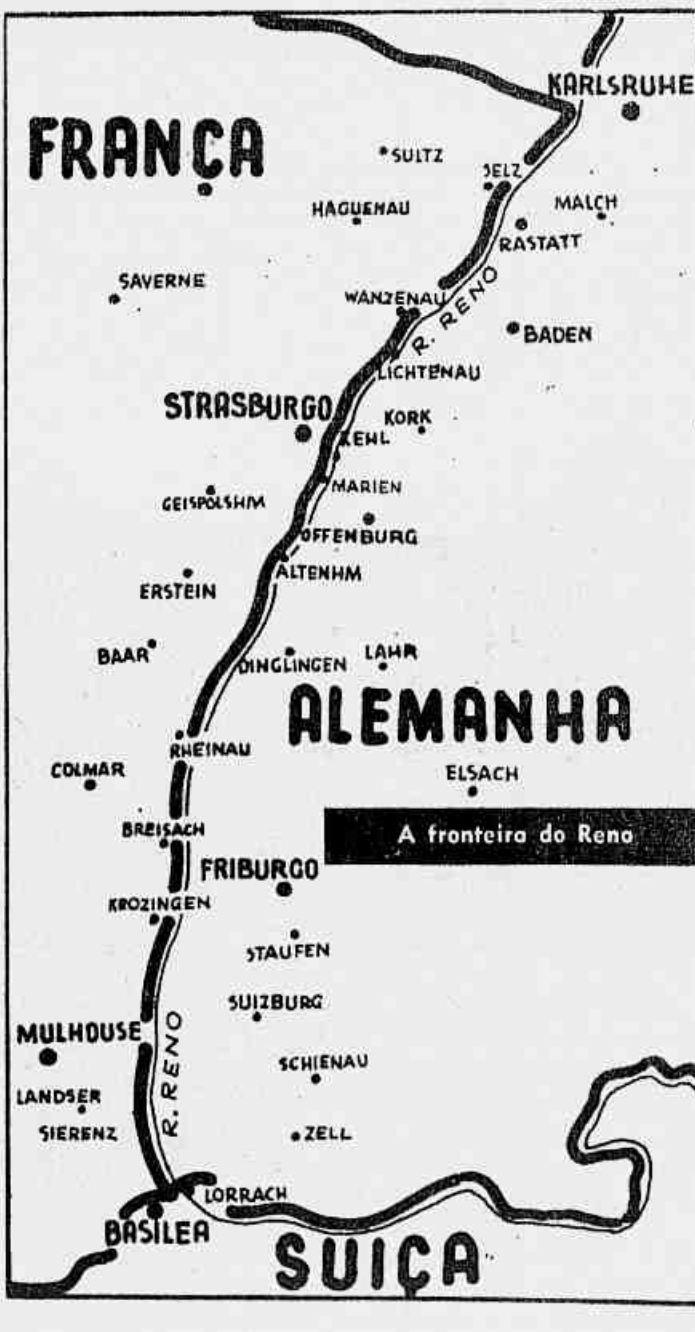 KARLSRUHE
FRANÇA
SULTZ
SELZ
HAGUENAU
MALCH
RASTATT
SAVERNE
WANZENAU
R. RENO
BADEN
LICHTENAU
STRASBURGO
KORK
KEHL
MARIEN
GEISPOLSHM
OFFENBURG
ALTENHM
ERSTEIN
BAAR
DINGLINGEN
LAHR
ALEMANHA
RHEINAU
COLMAR
ELSACH
BREISACH
A fronteira do Reno
FRIBURGO
KROZINGEN
STAUFEN
SUIZBURG
MULHOUSE
R. RENO
SCHIENAU
LANDSER
SIERENZ
ZELL
LORRACH
BASILEA
SUIÇA